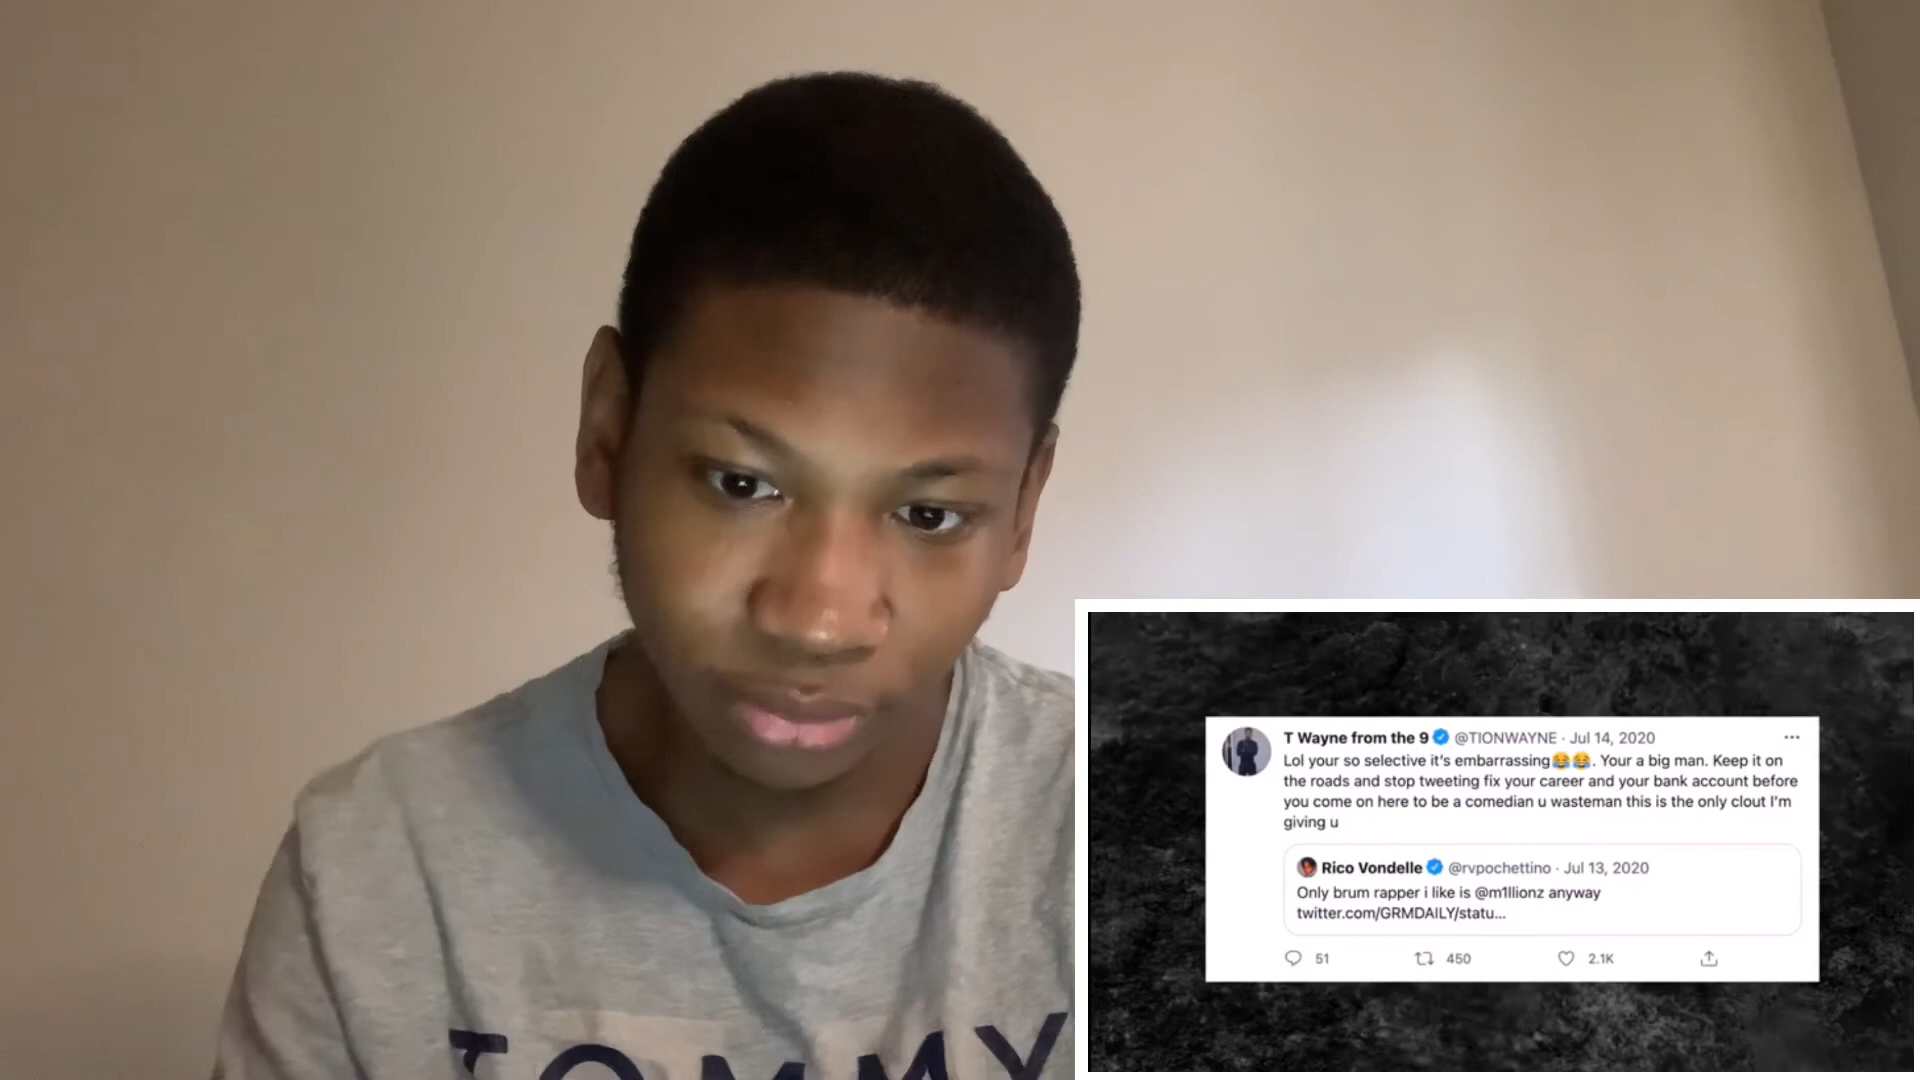 TOMMY
T Wayne from the 9 @TIONWAYNE · Jul 14, 2020
Lol your so selective it's embarrassing😂😂. Your a big man. Keep it on
the roads and stop tweeting fix your career and your bank account before
you come on here to be a comedian u wasteman this is the only clout I'm
giving u
Rico Vondelle @rvpochettino · Jul 13, 2020
Only brum rapper i like is @m1llionz anyway
twitter.com/GRMDAILY/statu...
51 450 2.1K